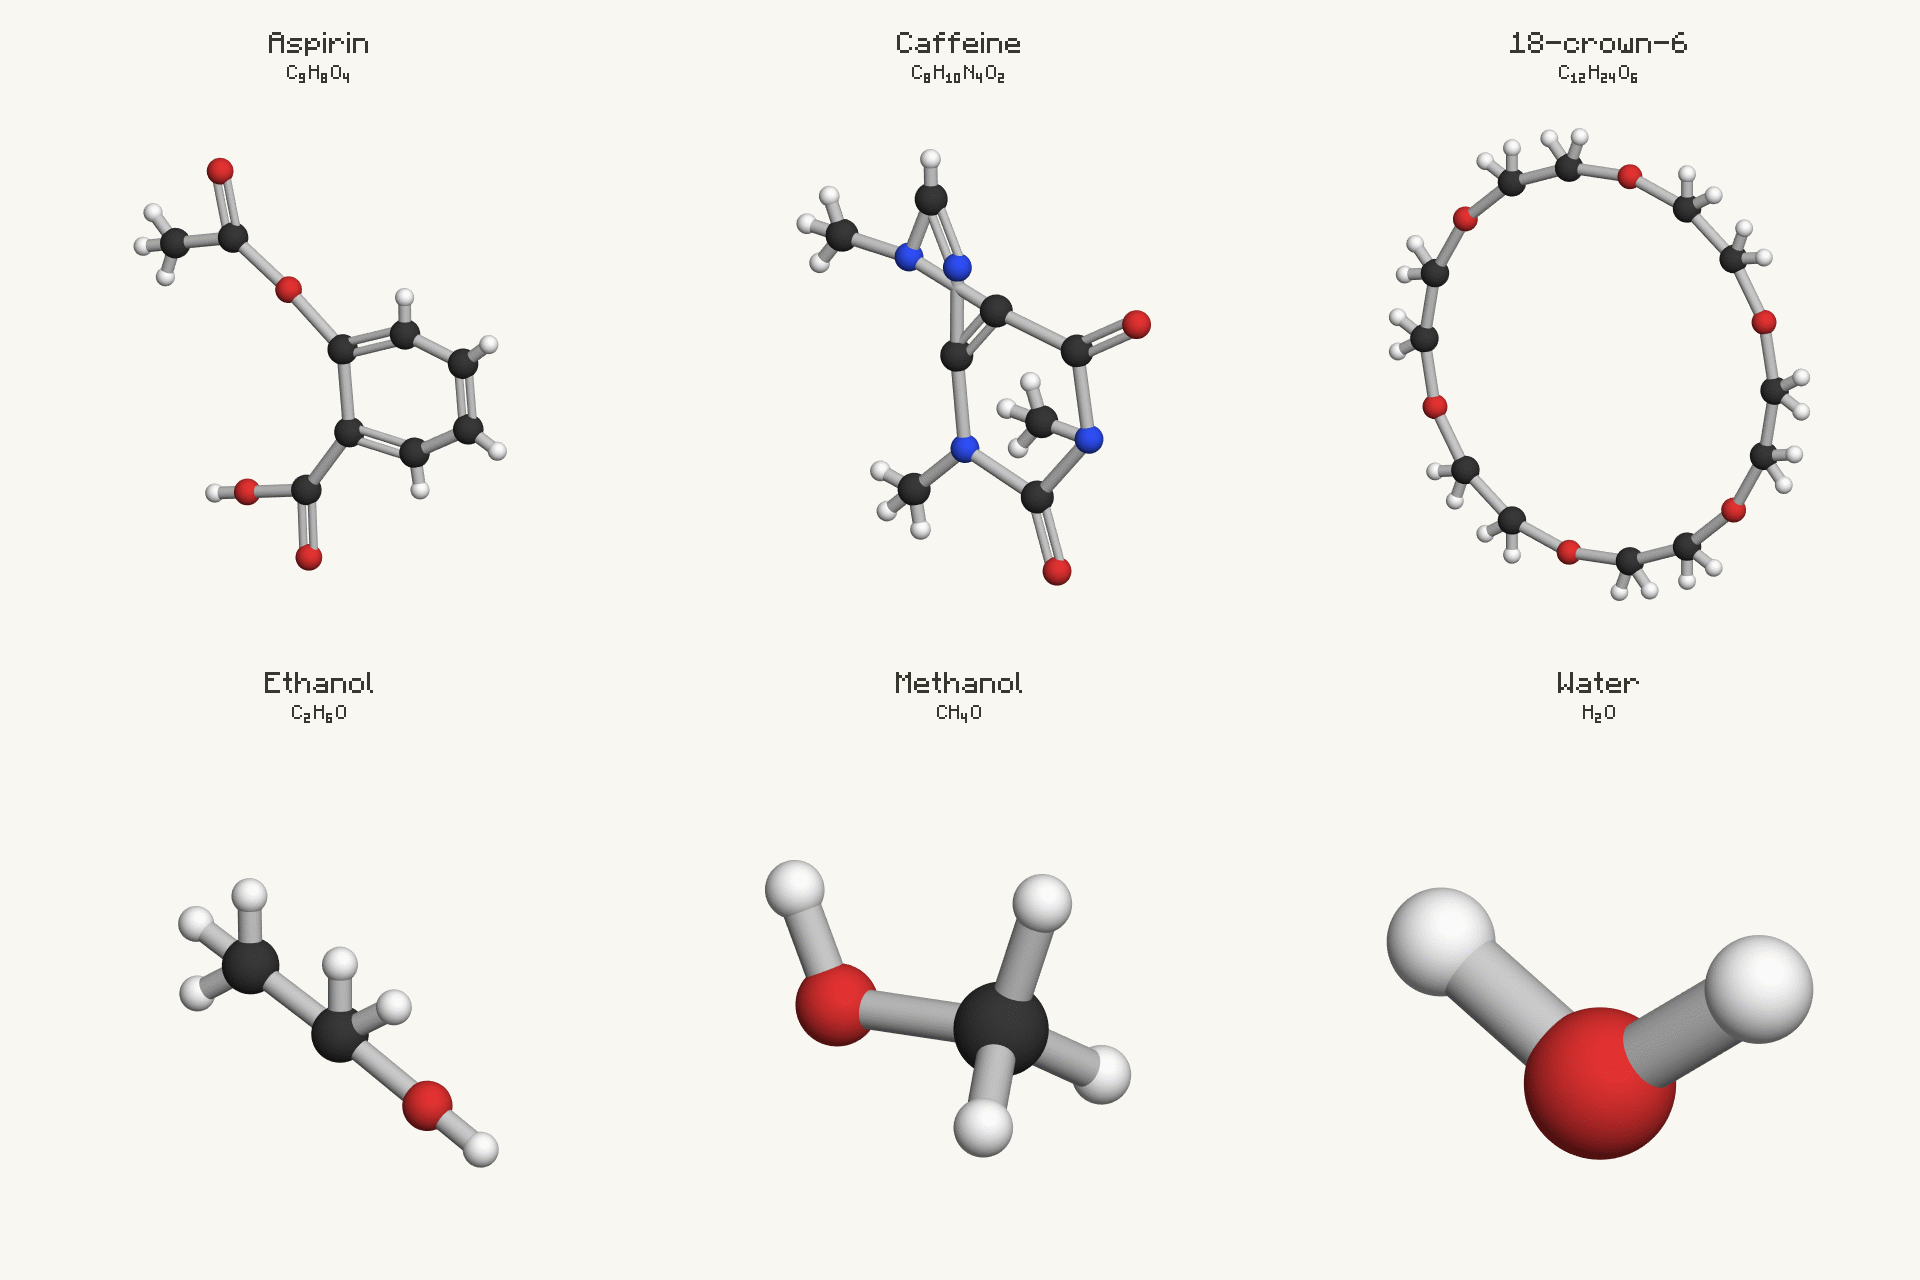 Aspirin
C₉H₈O₄
Caffeine
C₈H₁₀N₄O₂
18-crown-6
C₁₂H₂₄O₆
Ethanol
C₂H₆O
Methanol
CH₄O
Water
H₂O